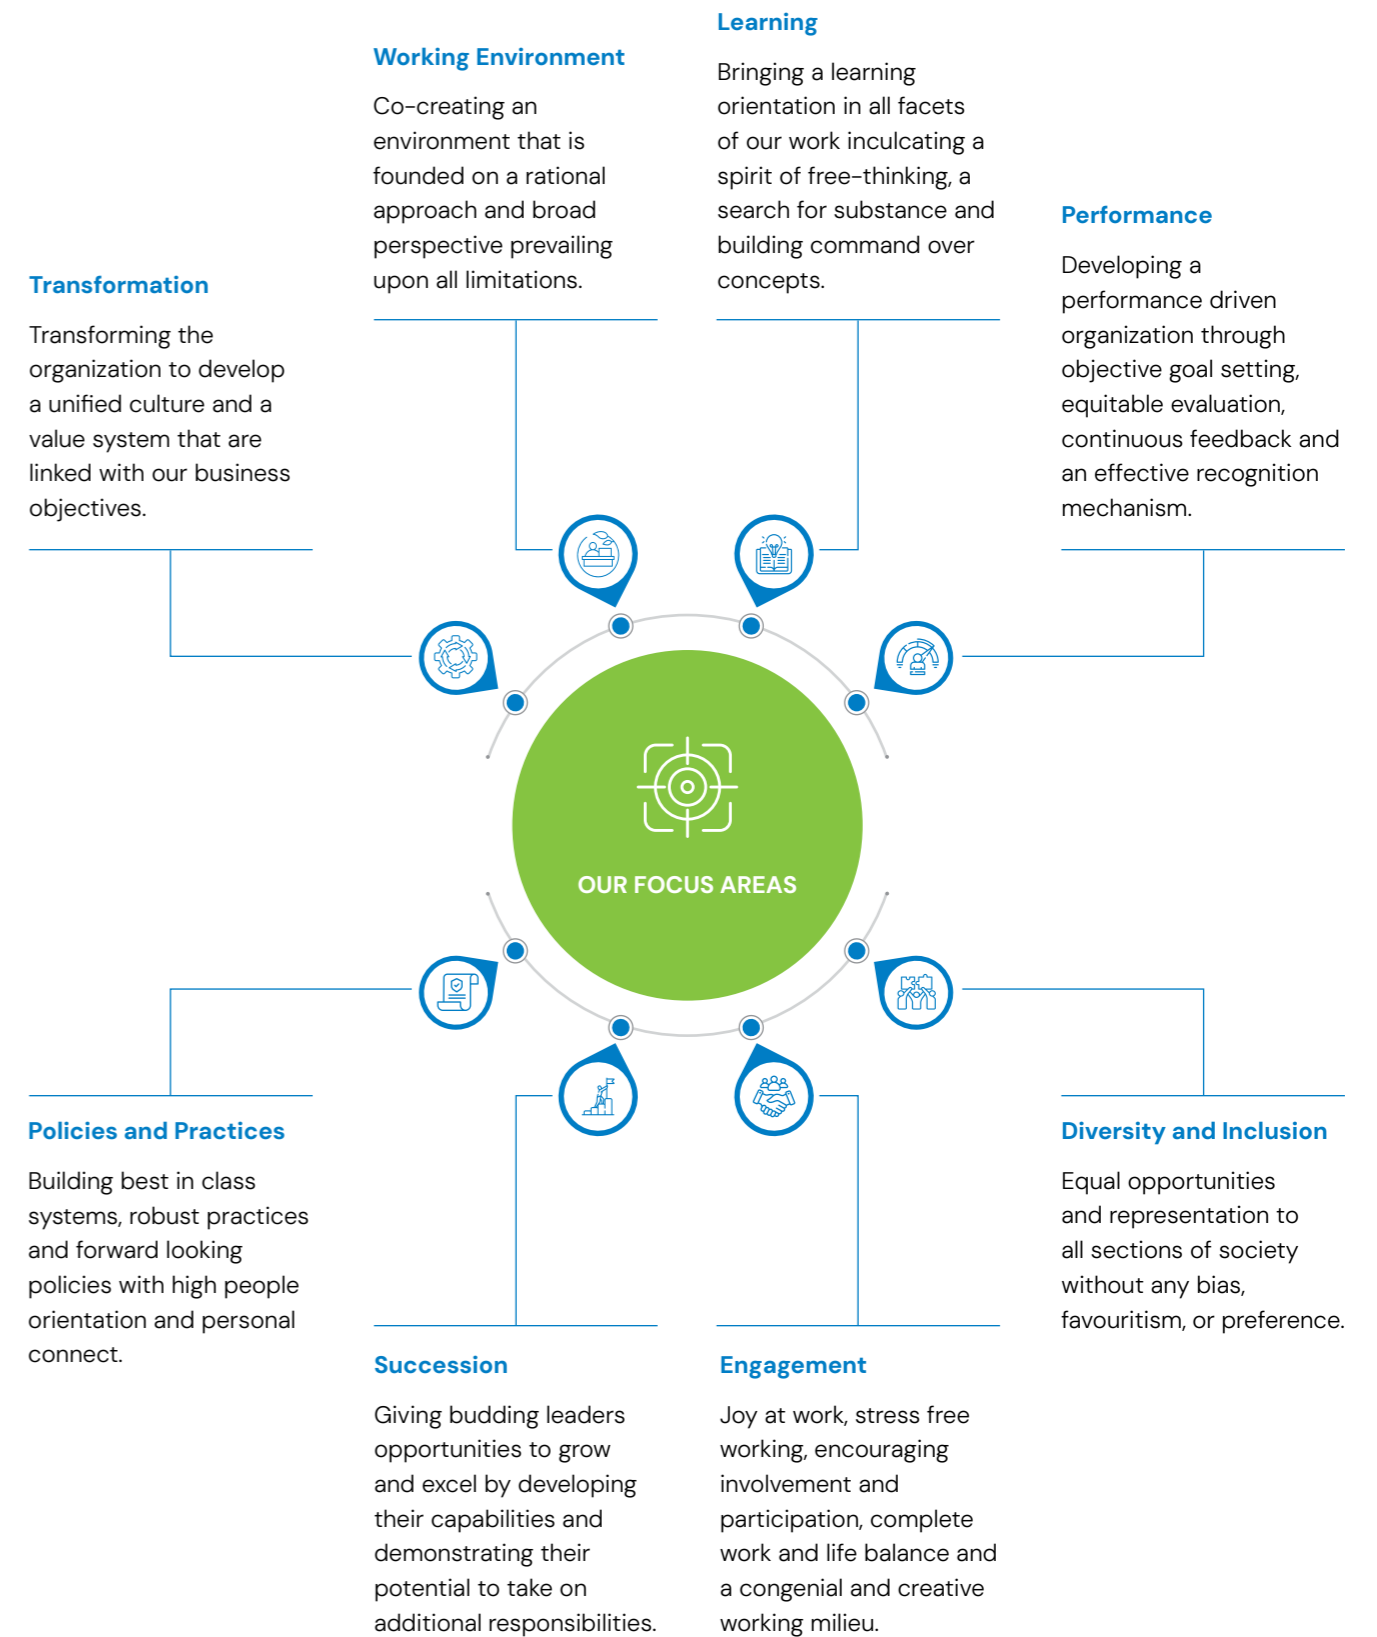 Learning
Bringing a learning
orientation in all facets
of our work inculcating a
spirit of free-thinking, a
search for substance and
building command over
concepts.
Working Environment
Co-creating an
environment that is
founded on a rational
approach and broad
perspective prevailing
upon all limitations.
Performance
Developing a
performance driven
organization through
objective goal setting,
equitable evaluation,
continuous feedback and
an effective recognition
mechanism.
Transformation
Transforming the
organization to develop
a unified culture and a
value system that are
linked with our business
objectives.
OUR FOCUS AREAS
Policies and Practices
Building best in class
systems, robust practices
and forward looking
policies with high people
orientation and personal
connect.
Diversity and Inclusion
Equal opportunities
and representation to
all sections of society
without any bias,
favouritism, or preference.
Succession
Giving budding leaders
opportunities to grow
and excel by developing
their capabilities and
demonstrating their
potential to take on
additional responsibilities.
Engagement
Joy at work, stress free
working, encouraging
involvement and
participation, complete
work and life balance and
a congenial and creative
working milieu.